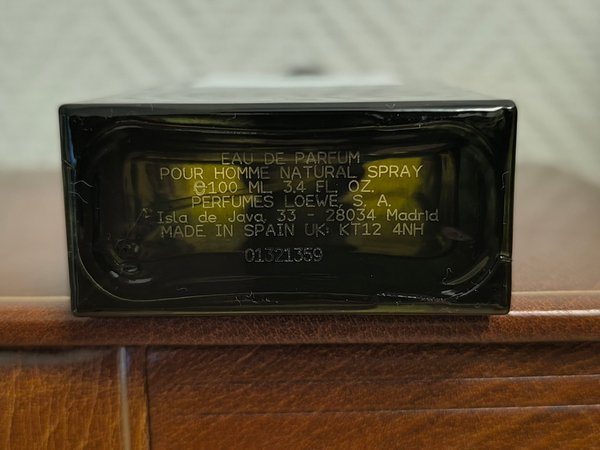 EAU DE PARFUM
POUR HOMME NATURAL SPRAY
℮100 ML 3.4 FL. OZ.
PERFUMES LOEWE, S. A.
Isla de Java, 33 - 28034 Madrid
MADE IN SPAIN UK: KT12 4NH
01321359